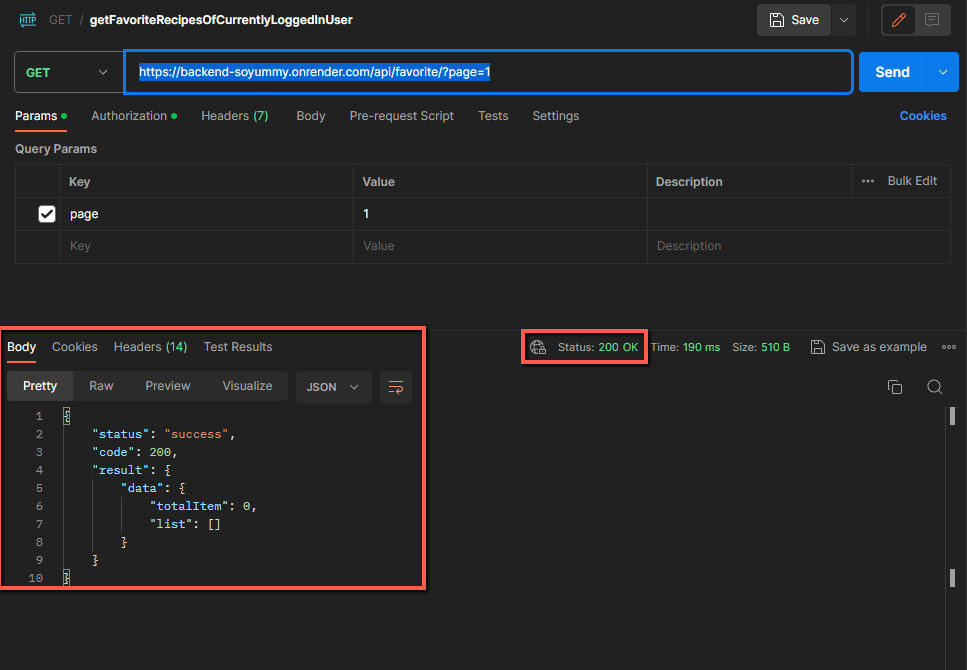 HTTP GET / getFavoriteRecipesOfCurrentlyLoggedInUser Save
GET https://backend-soyummy.onrender.com/api/favorite/?page=1 Send
Params Authorization Headers (7) Body Pre-request Script Tests Settings Cookies
Query Params
Key Value Description ••• Bulk Edit
page 1
Key Value Description
Body Cookies Headers (14) Test Results Status: 200 OK Time: 190 ms Size: 510 B Save as example
Pretty Raw Preview Visualize JSON
1 {
2 "status": "success",
3 "code": 200,
4 "result": {
5 "data": {
6 "totalItem": 0,
7 "list": []
8 }
9 }
10 }